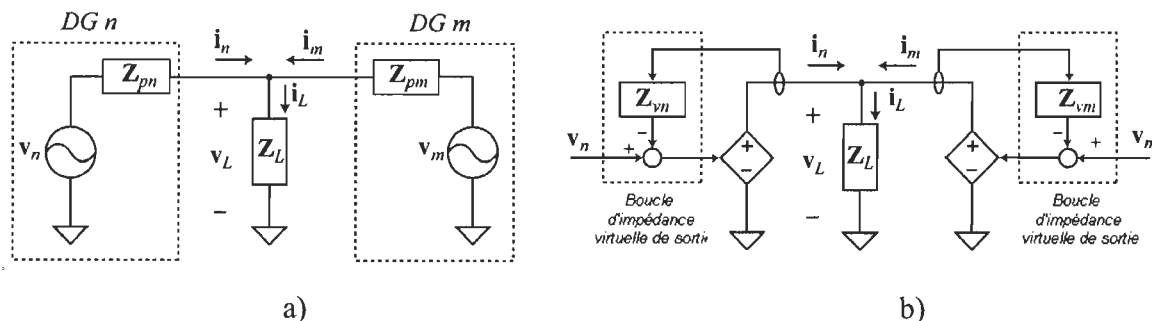 DG n
DG m
i_n
i_m
Z_pn
Z_pm
i_L
+
v_n
v_L
Z_L
v_m
−
a)
i_n
i_m
Z_vn
Z_vm
i_L
+
−
−
v_n
+
+
−
v_L
Z_L
+
−
+
v_n
−
Boucle
d'impédance
virtuelle de sortie
Boucle
d'impédance
virtuelle de sortie
b)